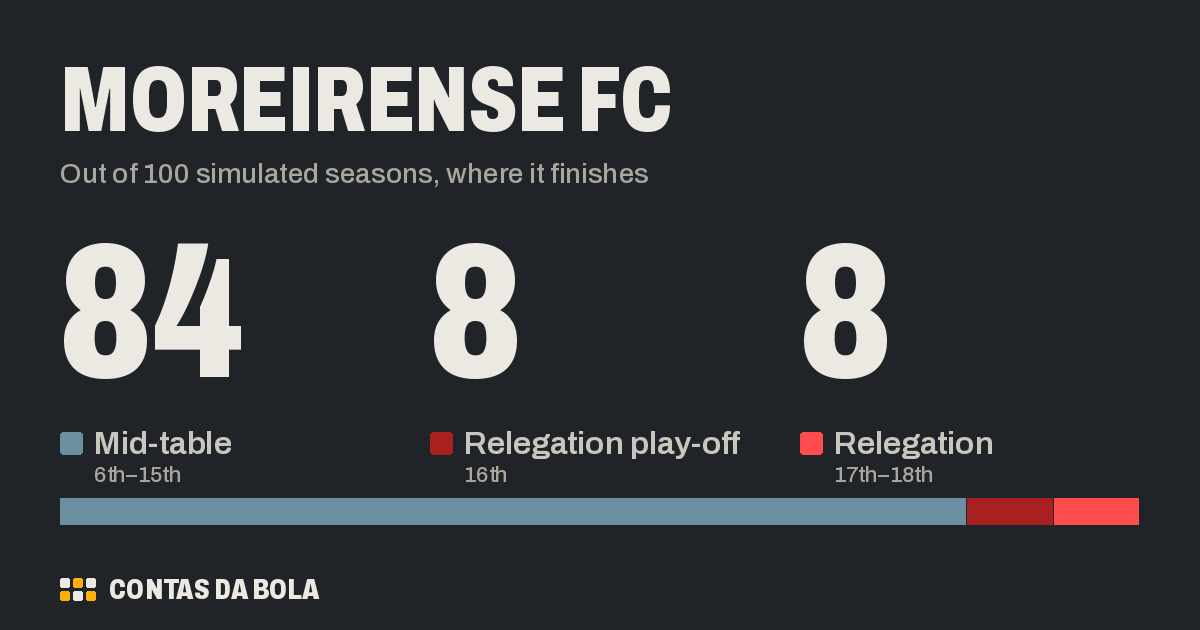 MOREIRENSE FC
Out of 100 simulated seasons, where it finishes
84 8 8
Mid-table Relegation play-off Relegation
6th–15th 16th 17th–18th
CONTAS DA BOLA